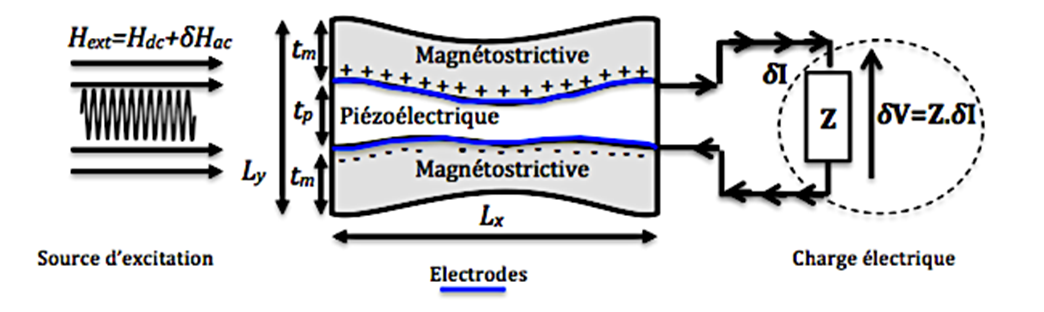 Hext=Hdc+δHac
tm
Magnétostrictive
+ + + + + + + + + + + + + + + + +
tp
Piézoélectrique
δI
Z
δV=Z.δI
Ly
tm
- - - - - - - - - - - - - -
Magnétostrictive
Lx
Source d'excitation
Electrodes
Charge électrique